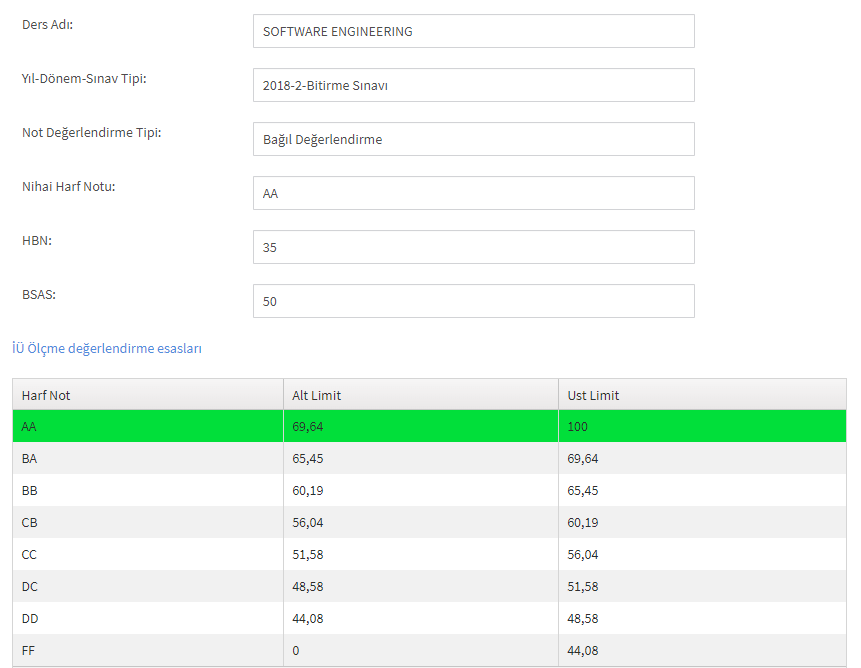 Ders Adı: SOFTWARE ENGINEERING
Yıl-Dönem-Sınav Tipi: 2018-2-Bitirme Sınavı
Not Değerlendirme Tipi: Bağıl Değerlendirme
Nihai Harf Notu: AA
HBN: 35
BSAS: 50
İÜ Ölçme değerlendirme esasları
Harf Not Alt Limit Ust Limit
AA 69,64 100
BA 65,45 69,64
BB 60,19 65,45
CB 56,04 60,19
CC 51,58 56,04
DC 48,58 51,58
DD 44,08 48,58
FF 0 44,08